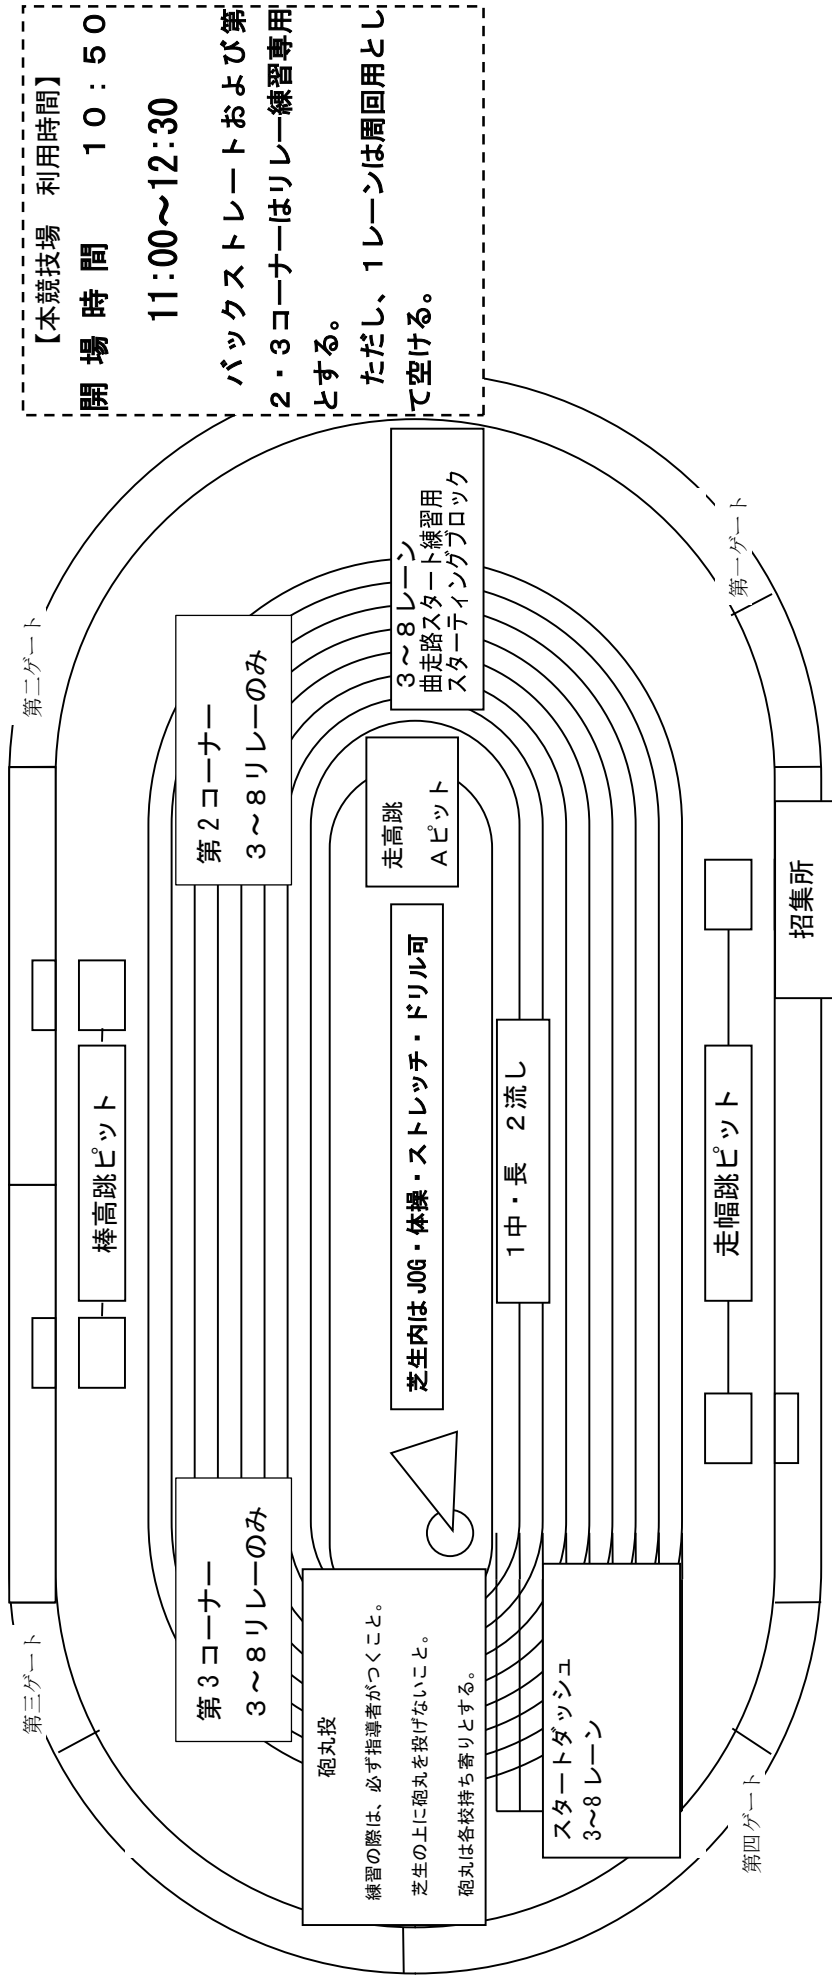 【本競技場　利用時間】
開場時間　１０：５０
11:00～12:30
バックストレートおよび第
２・３コーナーはリレー練習専用
とする。
ただし、１レーンは周回用とし
て空ける。
第二ゲート
第一ゲート
第三ゲート
第四ゲート
棒高跳ピット
第２コーナー
３～８リレーのみ
第３コーナー
３～８リレーのみ
３～８レーン
曲走路スタート練習用
スターティングブロック
走高跳
Ａピット
芝生内は JOG・体操・ストレッチ・ドリル可
１中・長　２流し
砲丸投
練習の際は、必ず指導者がつくこと。
芝生の上に砲丸を投げないこと。
砲丸は各校持ち寄りとする。
スタートダッシュ
3～8 レーン
走幅跳ピット
招集所